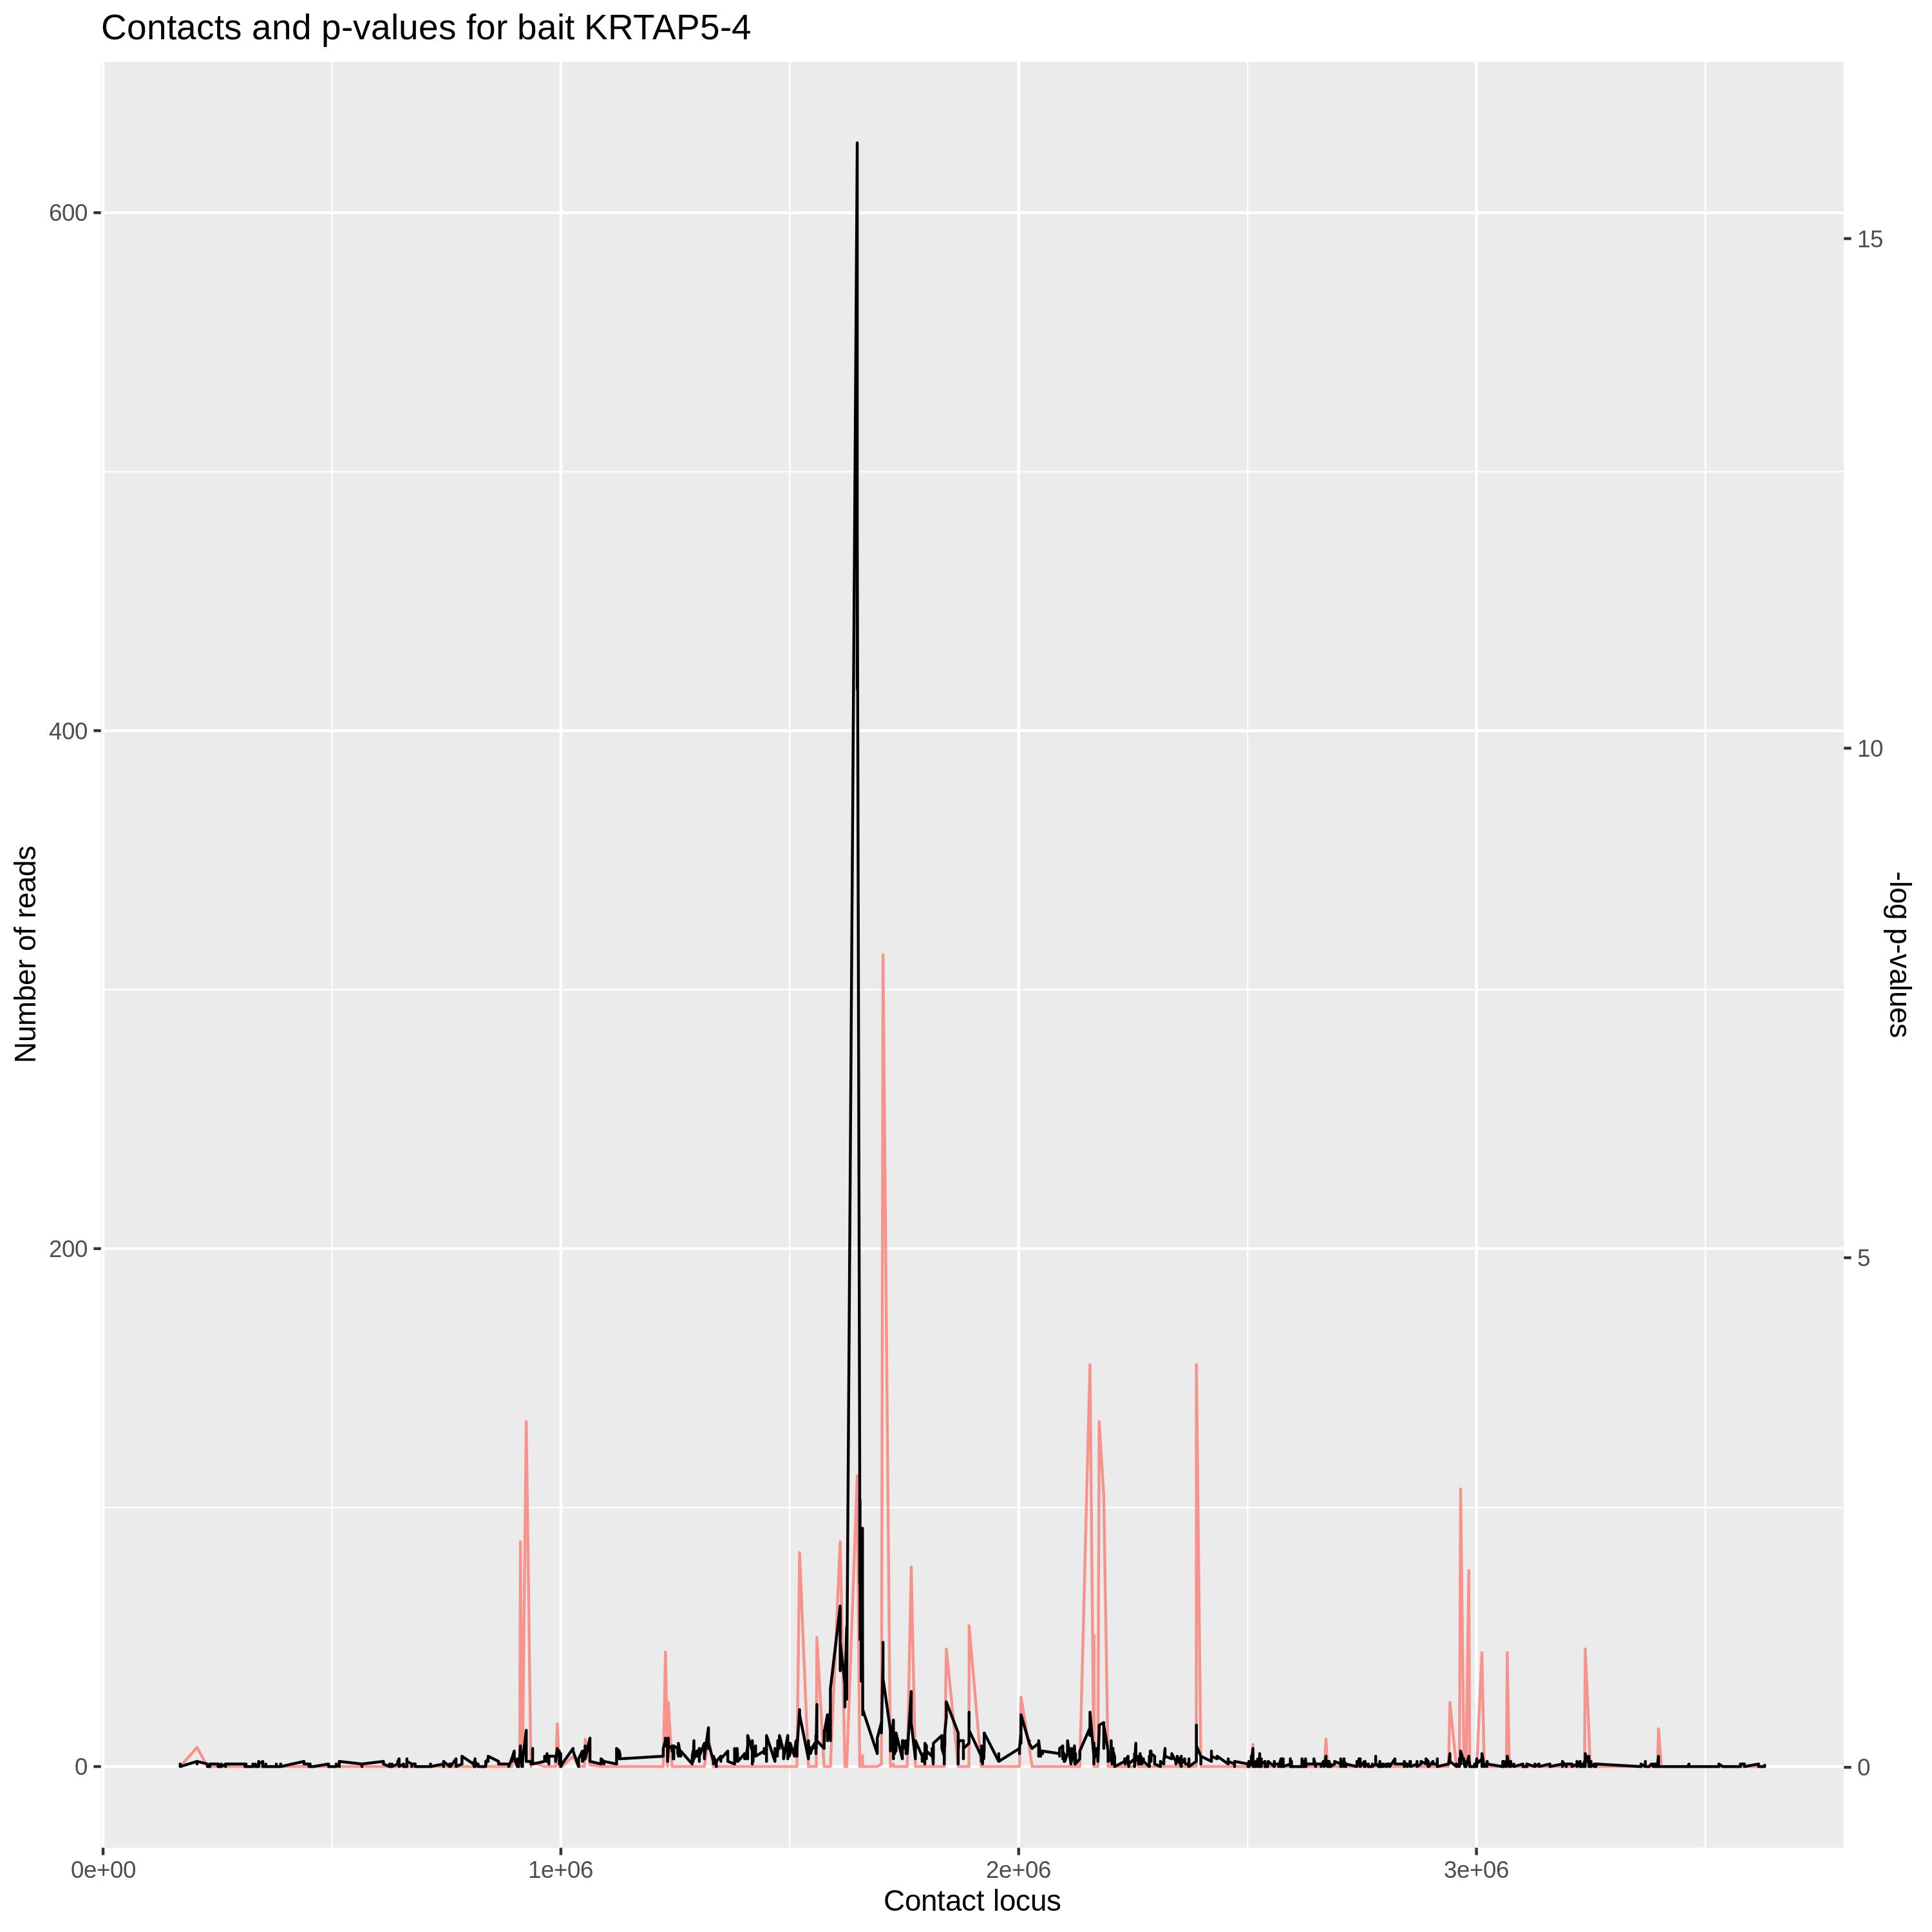 Contacts and p-values for bait KRTAP5-4
600
400
200
0
15
10
5
0
Number of reads
-log p-values
0e+00 1e+06 2e+06 3e+06
Contact locus